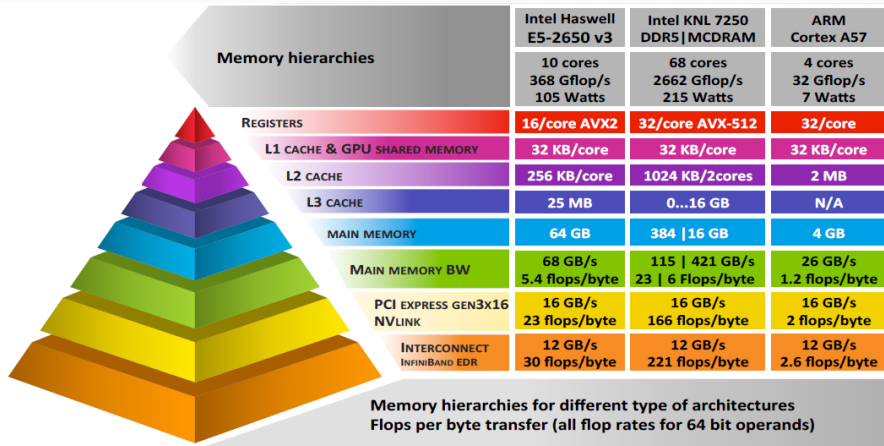 Memory hierarchies
Intel Haswell
E5-2650 v3
Intel KNL 7250
DDR5|MCDRAM
ARM
Cortex A57
10 cores
368 Gflop/s
105 Watts
68 cores
2662 Gflop/s
215 Watts
4 cores
32 Gflop/s
7 Watts
REGISTERS
16/core AVX2
32/core AVX-512
32/core
L1 CACHE & GPU SHARED MEMORY
32 KB/core
32 KB/core
32 KB/core
L2 CACHE
256 KB/core
1024 KB/2cores
2 MB
L3 CACHE
25 MB
0...16 GB
N/A
MAIN MEMORY
64 GB
384 |16 GB
4 GB
MAIN MEMORY BW
68 GB/s
5.4 flops/byte
115 | 421 GB/s
23 | 6 Flops/byte
26 GB/s
1.2 flops/byte
PCI EXPRESS GEN3X16
NVLINK
16 GB/s
23 flops/byte
16 GB/s
166 flops/byte
16 GB/s
2 flops/byte
INTERCONNECT
INFINIBAND EDR
12 GB/s
30 flops/byte
12 GB/s
221 flops/byte
12 GB/s
2.6 flops/byte
Memory hierarchies for different type of architectures
Flops per byte transfer (all flop rates for 64 bit operands)